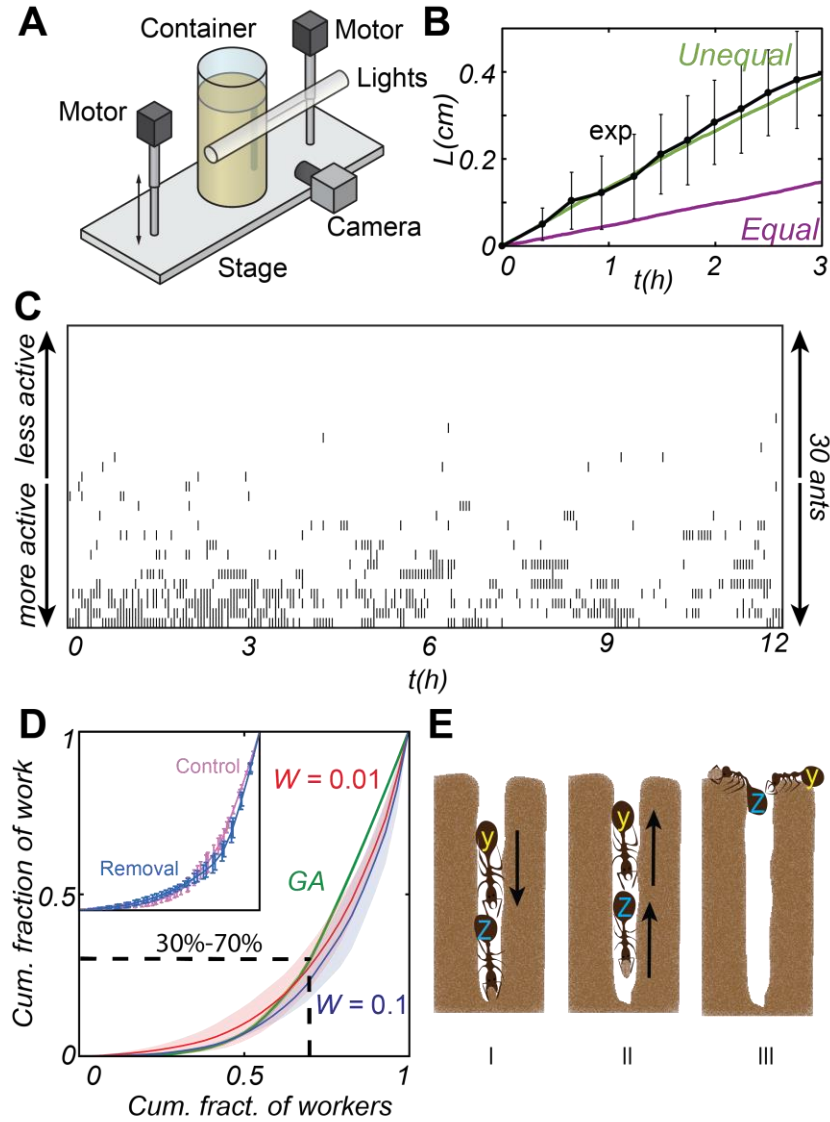 A
Container
Motor
Lights
Motor
Camera
Stage
B
Unequal
L(cm)
0.4
0.2
0
exp
Equal
0
1
2
3
t(h)
C
less active
more active
30 ants
0
3
6
9
12
t(h)
D
Cum. fraction of work
1
0.5
0
Control
Removal
W = 0.01
GA
30%-70%
W = 0.1
0
0.5
1
Cum. fract. of workers
E
y
Z
y
Z
Z
y
I
II
III